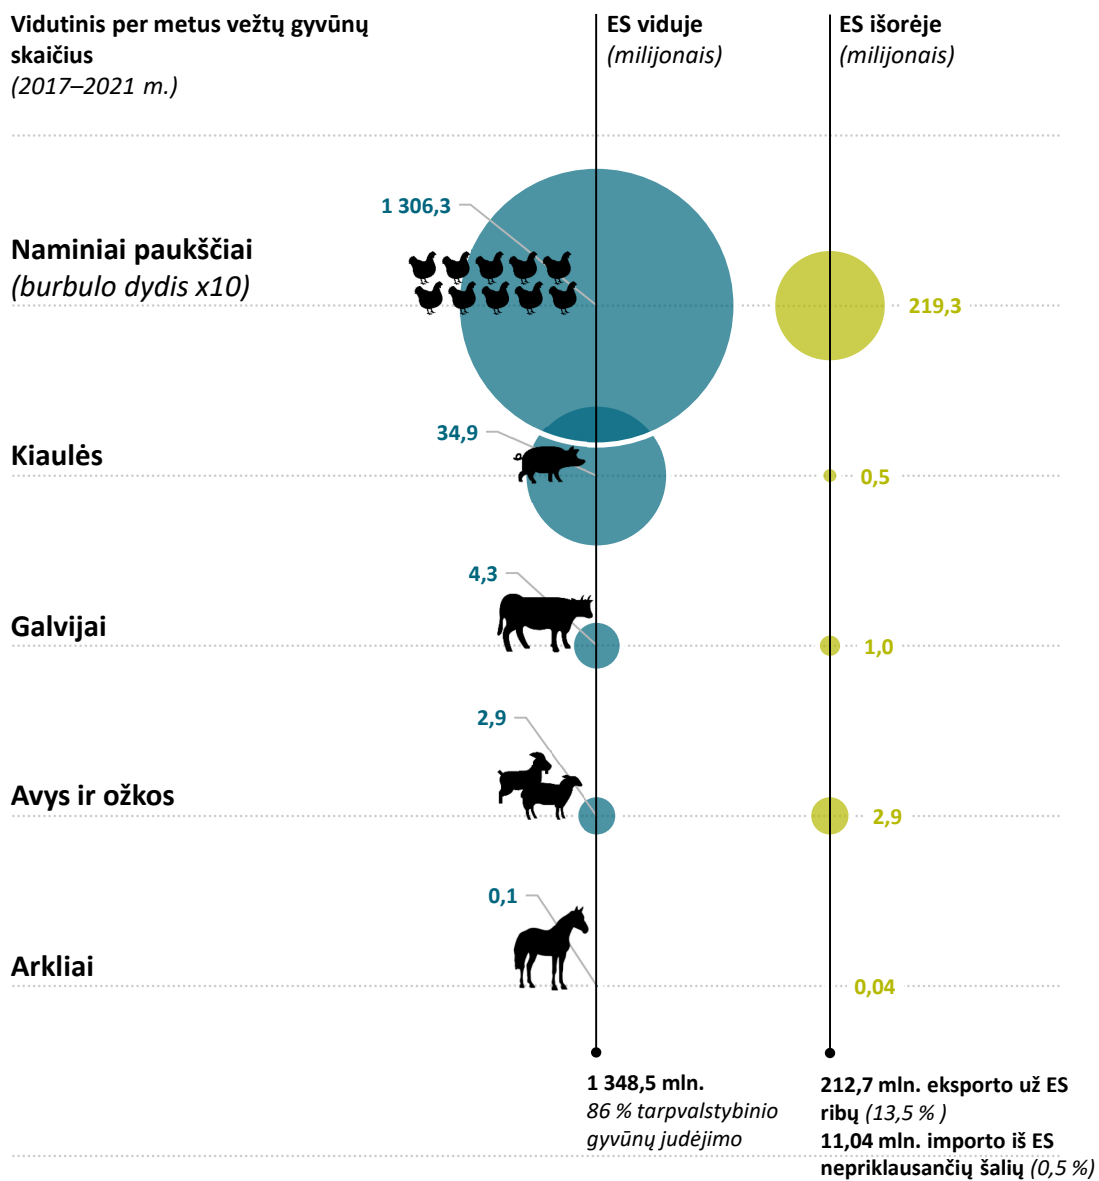 Vidutinis per metus vežtų gyvūnų
skaičius
(2017–2021 m.)
ES viduje
(milijonais)
ES išorėje
(milijonais)
1 306,3
Naminiai paukščiai
(burbulo dydis x10)
219,3
34,9
Kiaulės
0,5
4,3
Galvijai
1,0
2,9
Avys ir ožkos
2,9
0,1
Arkliai
0,04
1 348,5 mln.
86 % tarpvalstybinio
gyvūnų judėjimo
212,7 mln. eksporto už ES
ribų (13,5 % )
11,04 mln. importo iš ES
nepriklausančių šalių (0,5 %)